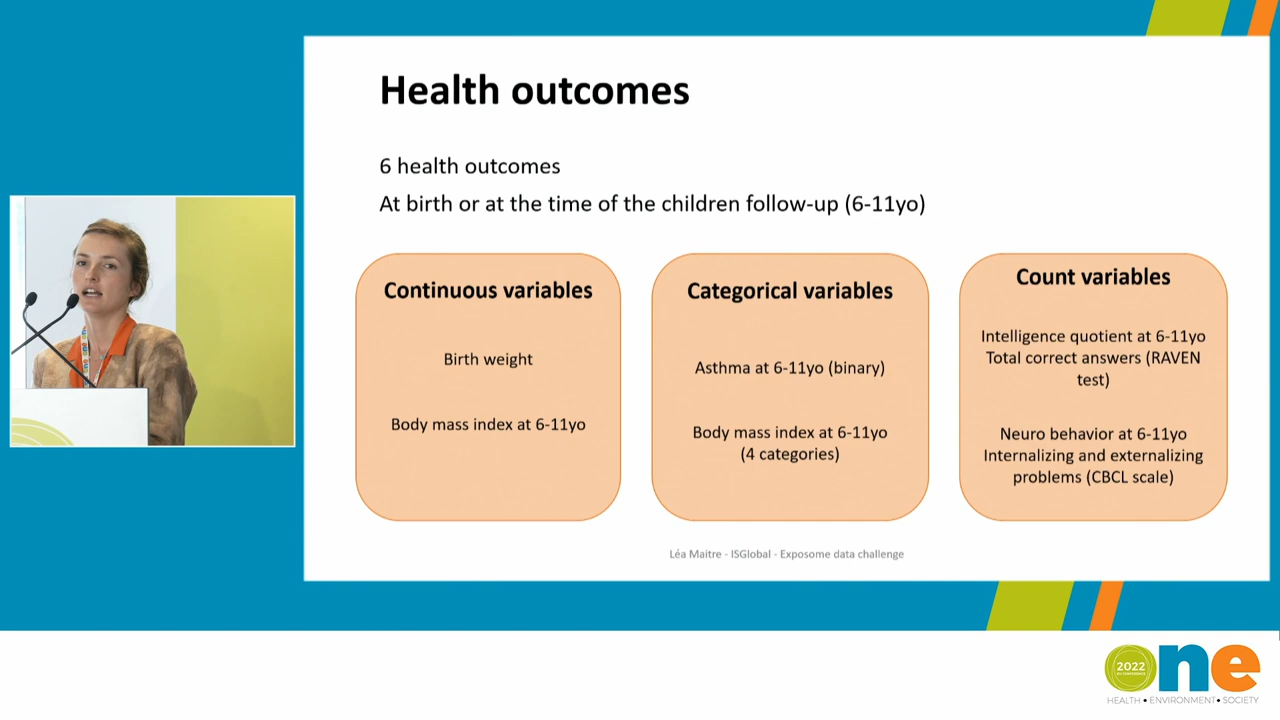 Health outcomes
6 health outcomes
At birth or at the time of the children follow-up (6-11yo)
Continuous variables
Birth weight
Body mass index at 6-11yo
Categorical variables
Asthma at 6-11yo (binary)
Body mass index at 6-11yo
(4 categories)
Count variables
Intelligence quotient at 6-11yo
Total correct answers (RAVEN
test)
Neuro behavior at 6-11yo
Internalizing and externalizing
problems (CBCL scale)
Léa Maitre - ISGlobal - Exposome data challenge
2022
one
HEALTH • ENVIRONMENT • SOCIETY